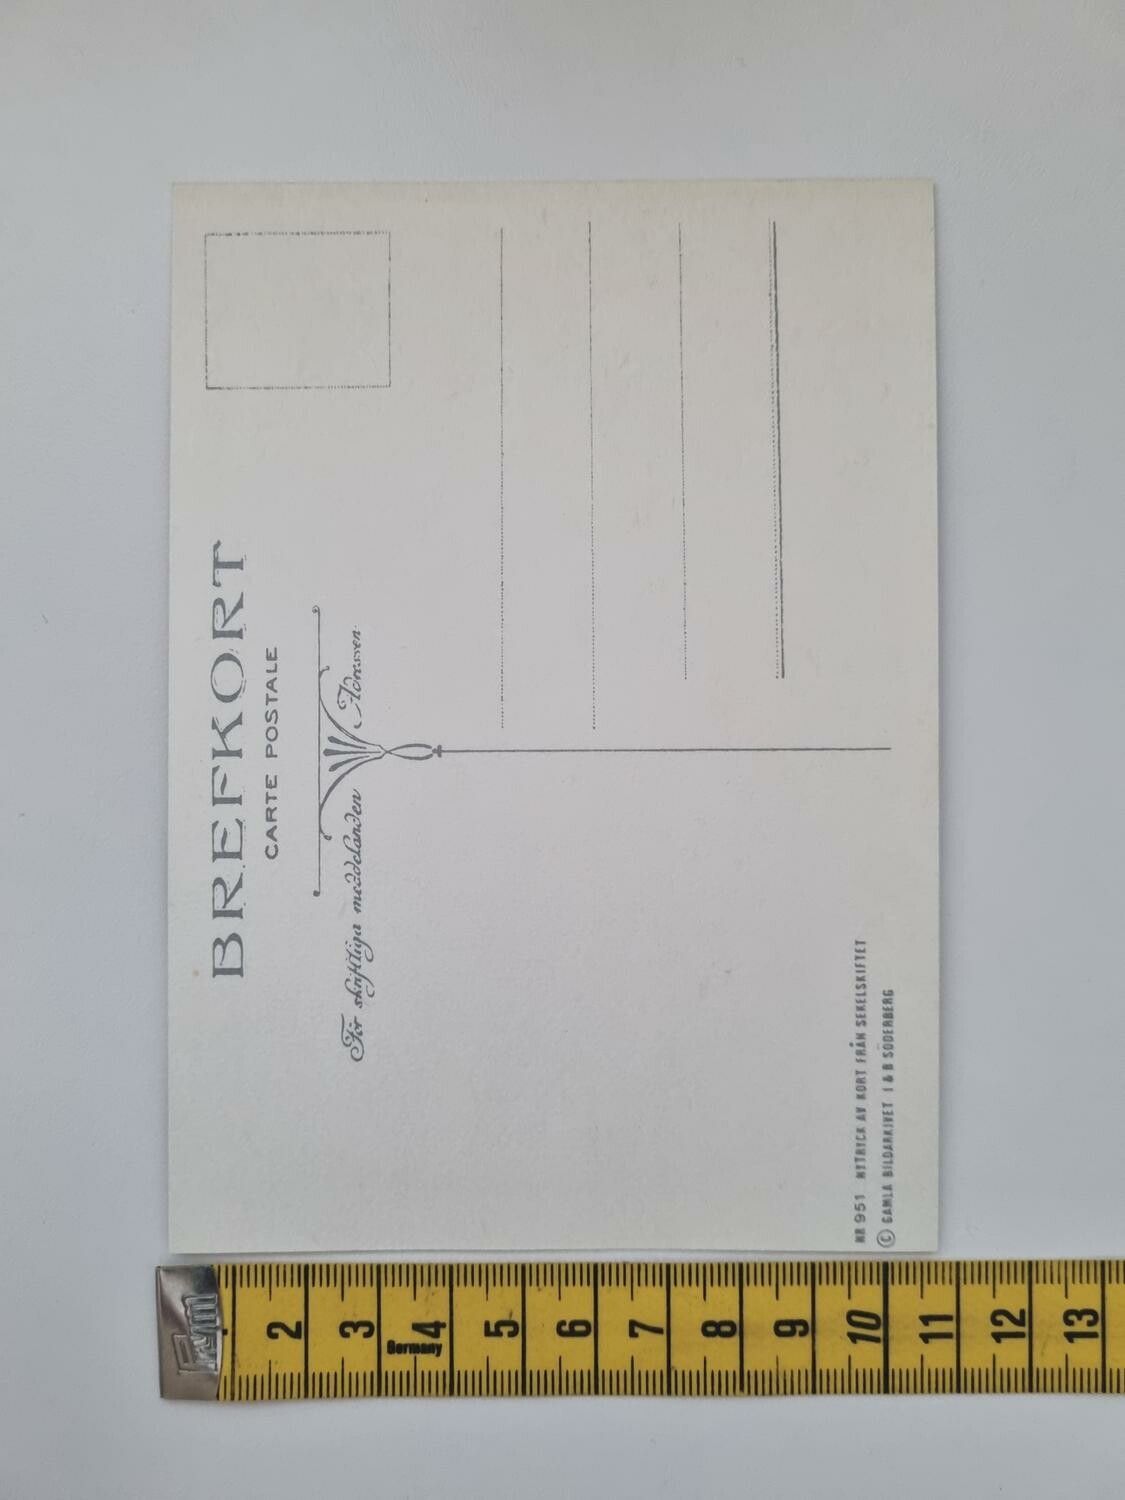 BREFKORT
CARTE POSTALE
För skriftliga meddelanden
Adressen
NR 951 NYTRYCK AV KORT FRÅN SEKELSKIFTET
© GAMLA BILDARKIVET I & B SÖDERBERG
Prym
Germany
2 3 4 5 6 7 8 9 10 11 12 13